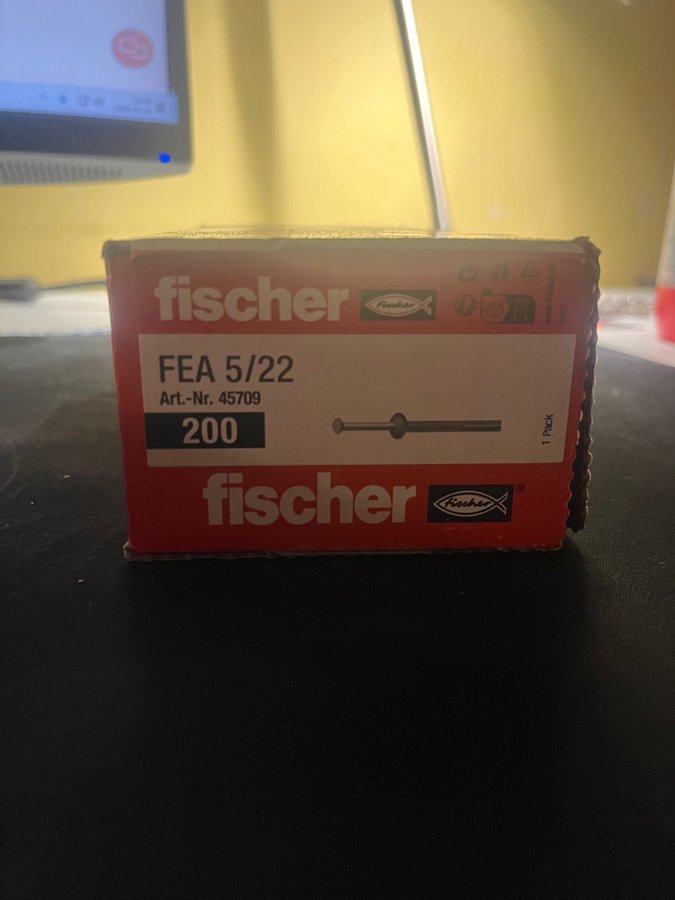 fischer fischer
FEA 5/22
Art.-Nr. 45709
200
1 Pack
fischer fischer ®